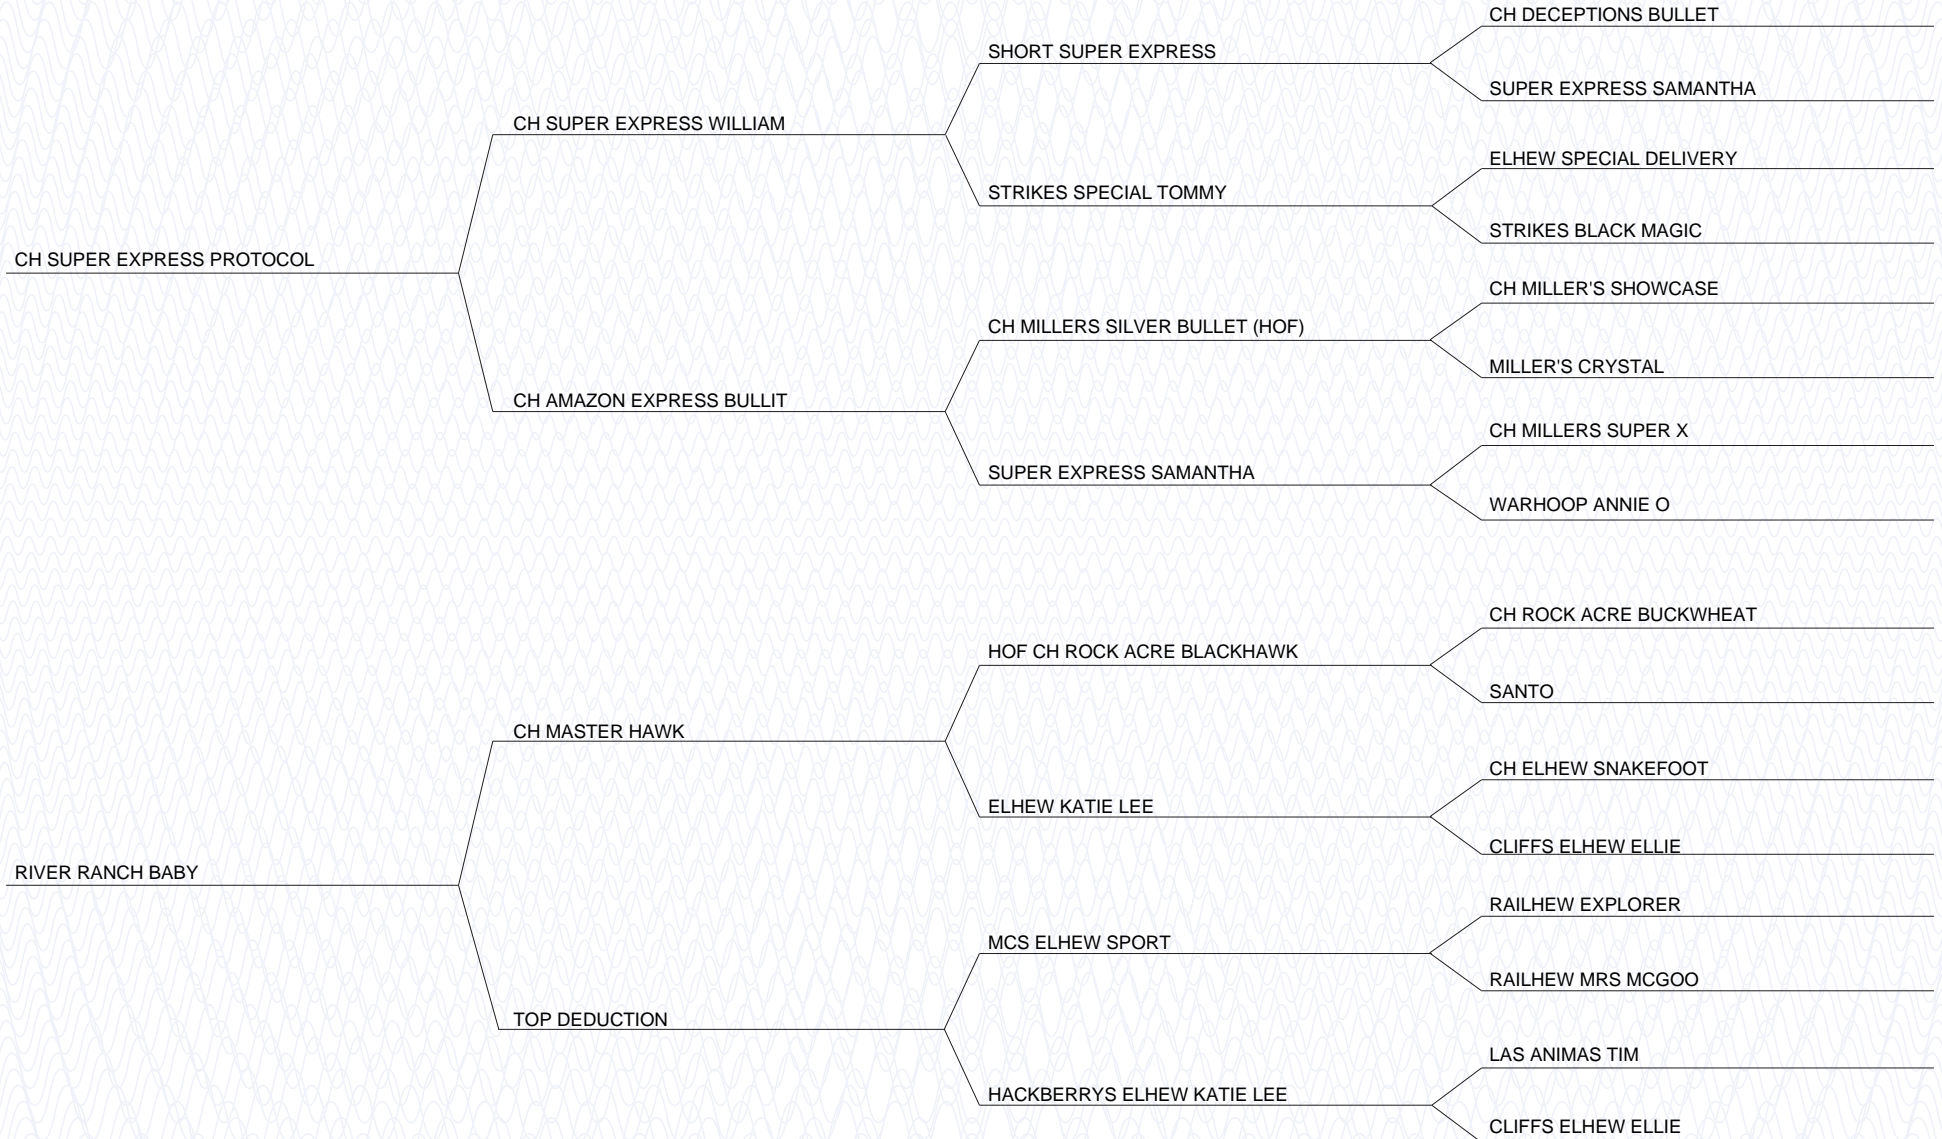 CH DECEPTIONS BULLET
SHORT SUPER EXPRESS
SUPER EXPRESS SAMANTHA
CH SUPER EXPRESS WILLIAM
ELHEW SPECIAL DELIVERY
STRIKES SPECIAL TOMMY
STRIKES BLACK MAGIC
CH SUPER EXPRESS PROTOCOL
CH MILLER'S SHOWCASE
CH MILLERS SILVER BULLET (HOF)
MILLER'S CRYSTAL
CH AMAZON EXPRESS BULLIT
CH MILLERS SUPER X
SUPER EXPRESS SAMANTHA
WARHOOP ANNIE O
CH ROCK ACRE BUCKWHEAT
HOF CH ROCK ACRE BLACKHAWK
SANTO
CH MASTER HAWK
CH ELHEW SNAKEFOOT
ELHEW KATIE LEE
CLIFFS ELHEW ELLIE
RIVER RANCH BABY
RAILHEW EXPLORER
MCS ELHEW SPORT
RAILHEW MRS MCGOO
TOP DEDUCTION
LAS ANIMAS TIM
HACKBERRYS ELHEW KATIE LEE
CLIFFS ELHEW ELLIE